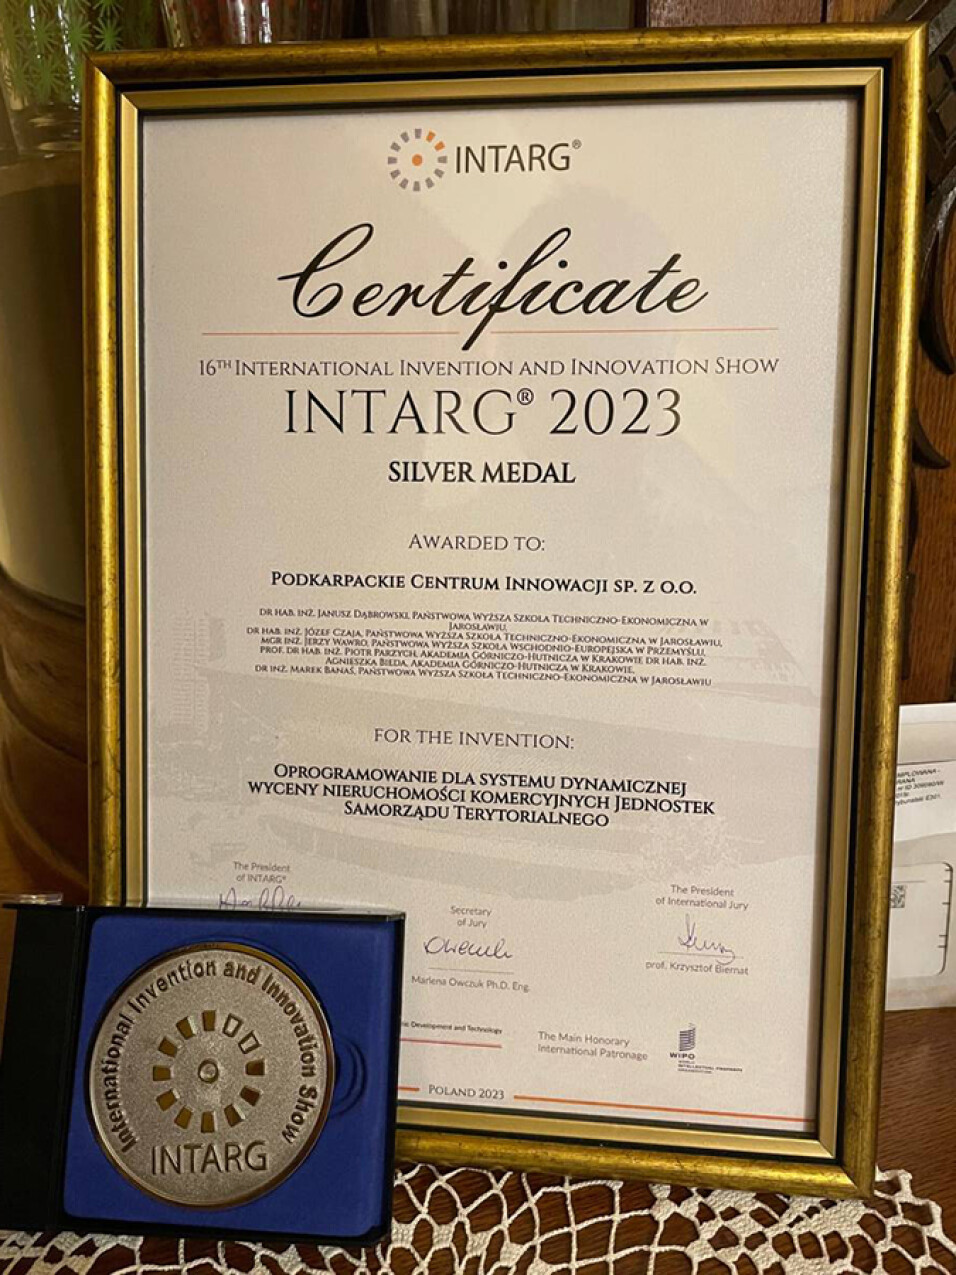 INTARG®
Certificate
16TH INTERNATIONAL INVENTION AND INNOVATION SHOW
INTARG® 2023
SILVER MEDAL
AWARDED TO:
PODKARPACKIE CENTRUM INNOWACJI SP. Z O.O.
DR HAB. INŻ. JANUSZ DĄBROWSKI, PAŃSTWOWA WYŻSZA SZKOŁA TECHNICZNO-EKONOMICZNA W
JAROSŁAWIU,
DR HAB. INŻ. JÓZEF CZAJA, PAŃSTWOWA WYŻSZA SZKOŁA TECHNICZNO-EKONOMICZNA W JAROSŁAWIU,
MGR INŻ. JERZY WAWRO, PAŃSTWOWA WYŻSZA SZKOŁA WSCHODNIO-EUROPEJSKA W PRZEMYŚLU,
PROF. DR HAB. INŻ. PIOTR PARZYCH, AKADEMIA GÓRNICZO-HUTNICZA W KRAKOWIE DR HAB. INŻ.
AGNIESZKA BIEDA, AKADEMIA GÓRNICZO-HUTNICZA W KRAKOWIE,
DR INŻ. MAREK BANAŚ, PAŃSTWOWA WYŻSZA SZKOŁA TECHNICZNO-EKONOMICZNA W JAROSŁAWIU
FOR THE INVENTION:
OPROGRAMOWANIE DLA SYSTEMU DYNAMICZNEJ
WYCENY NIERUCHOMOŚCI KOMERCYJNYCH JEDNOSTEK
SAMORZĄDU TERYTORIALNEGO
The President
of INTARG®
Secretary
of Jury
Marlena Owczuk Ph.D. Eng.
The President
of International Jury
prof. Krzysztof Biernat
Development and Technology
The Main Honorary
International Patronage
WIPO
WORLD
INTELLECTUAL PROPERTY
ORGANIZATION
POLAND 2023
International Invention and Innovation Show
INTARG